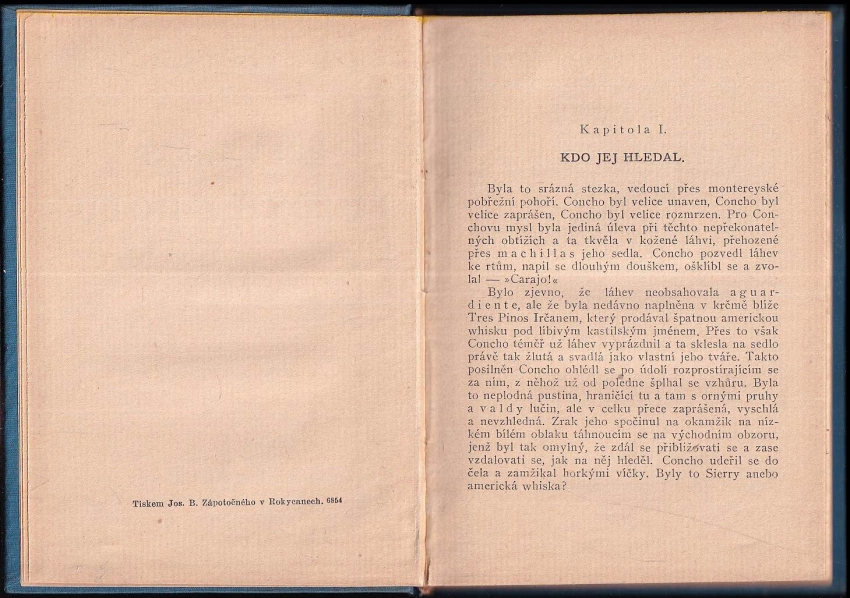 Tiskem Jos. B. Zápotočného v Rokycanech. 6854
Kapitola I.
KDO JEJ HLEDAL.
Byla to srázná stezka, vedoucí přes montereyské
pobřežní pohoří. Concho byl velice unaven, Concho byl
velice zaprášen, Concho byl velice rozmrzen. Pro Con-
chovu mysl byla jediná úleva při těchto nepřekonatel-
ných obtížích a ta tkvěla v kožené láhvi, přehozené
přes machillas jeho sedla. Concho pozvedl láhev
ke rtům, napil se dlouhým douškem, ošklíbl se a zvo-
lal — »Carajo!«
Bylo zjevno, že láhev neobsahovala aguar-
diente, ale že byla nedávno naplněna v krčmě blíže
Tres Pinos Irčanem, který prodával špatnou americkou
whisku pod libivým kastilským jménem. Přes to však
Concho téměř už láhev vyprázdnil a ta sklesla na sedlo
právě tak žlutá a svadlá jako vlastní jeho tváře. Takto
posilněn Concho ohlédl se po údolí rozprostírajícím se
za ním, z něhož už od poledne šplhal se vzhůru. Byla
to neplodná pustina, hraničící tu a tam s ornými pruhy
a valdy lučin, ale v celku přece zaprášená, vyschlá
a nevzhledná. Zrak jeho spočinul na okamžik na níz-
kém bílém oblaku táhnoucím se na východním obzoru,
jenž byl tak omylný, že zdál se přibližovati se a zase
vzdalovati se, jak na něj hleděl. Concho udeřil se do
čela a zamžikal horkými víčky. Byly to Sierry anebo
americká whiska?